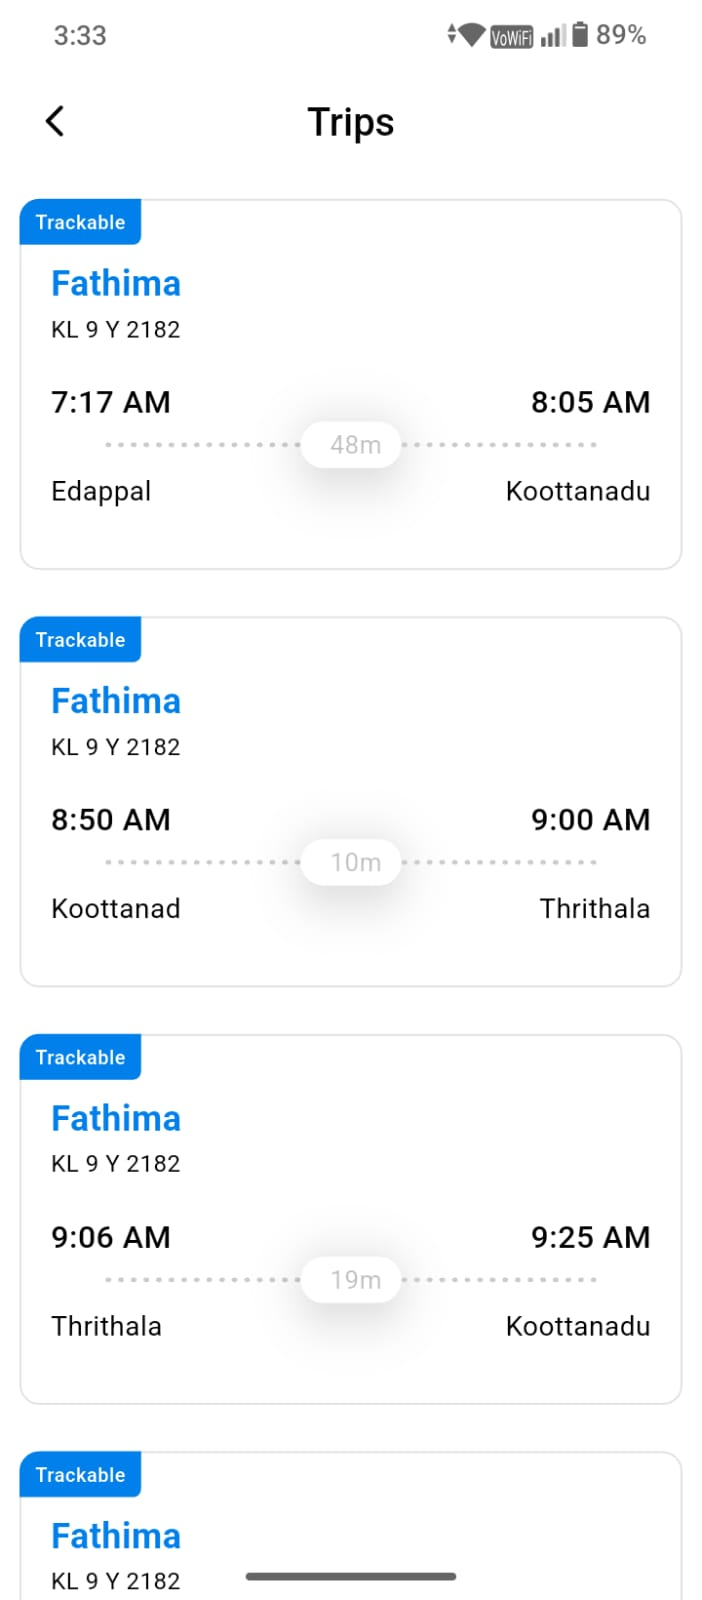 3:33 VoWiFi 89%
Trips
Trackable
Fathima
KL 9 Y 2182
7:17 AM 8:05 AM
48m
Edappal Koottanadu
Trackable
Fathima
KL 9 Y 2182
8:50 AM 9:00 AM
10m
Koottanad Thrithala
Trackable
Fathima
KL 9 Y 2182
9:06 AM 9:25 AM
19m
Thrithala Koottanadu
Trackable
Fathima
KL 9 Y 2182